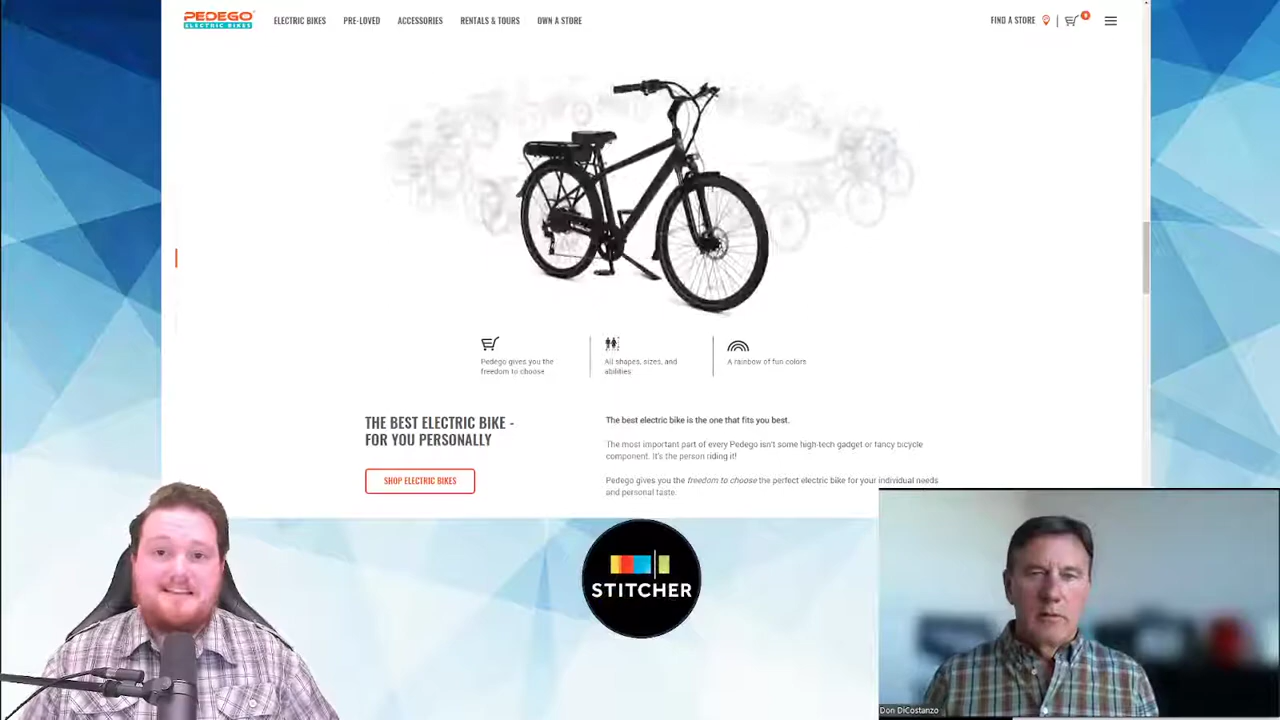 PEDEGO
ELECTRIC BIKES
ELECTRIC BIKES
PRE-LOVED
ACCESSORIES
RENTALS & TOURS
OWN A STORE
FIND A STORE
0
Pedego gives you the
freedom to choose
All shapes, sizes, and
abilities
A rainbow of fun colors
THE BEST ELECTRIC BIKE -
FOR YOU PERSONALLY
SHOP ELECTRIC BIKES
The best electric bike is the one that fits you best.
The most important part of every Pedego isn't some high-tech gadget or fancy bicycle
component. It's the person riding it!
Pedego gives you the freedom to choose the perfect electric bike for your individual needs
and personal taste.
STITCHER
Don DiCostanzo